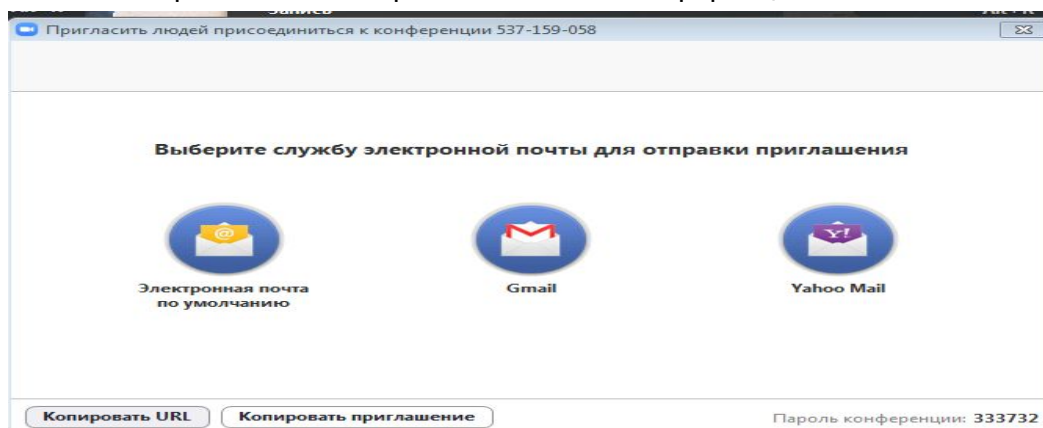 Пригласить людей присоединиться к конференции 537-159-058
Выберите службу электронной почты для отправки приглашения
@
Y!
Электронная почта
по умолчанию
Gmail
Yahoo Mail
Копировать URL
Копировать приглашение
Пароль конференции: 333732